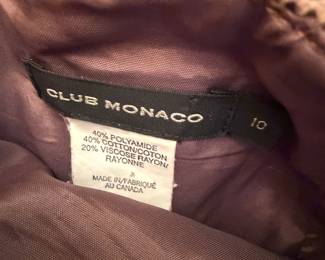 CLUB MONACO
10
40% POLYAMIDE
40% COTTON/COTON
20% VISCOSE RAYON/
RAYONNE
MADE IN/FABRIQUÉ
AU CANADA